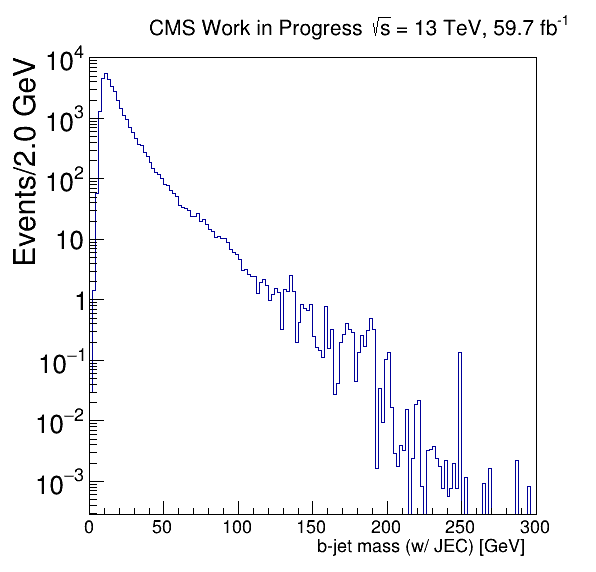 CMS Work in Progress √s = 13 TeV, 59.7 fb⁻¹
Events/2.0 GeV
10⁴
10³
10²
10
1
10⁻¹
10⁻²
10⁻³
0 50 100 150 200 250 300
b-jet mass (w/ JEC) [GeV]